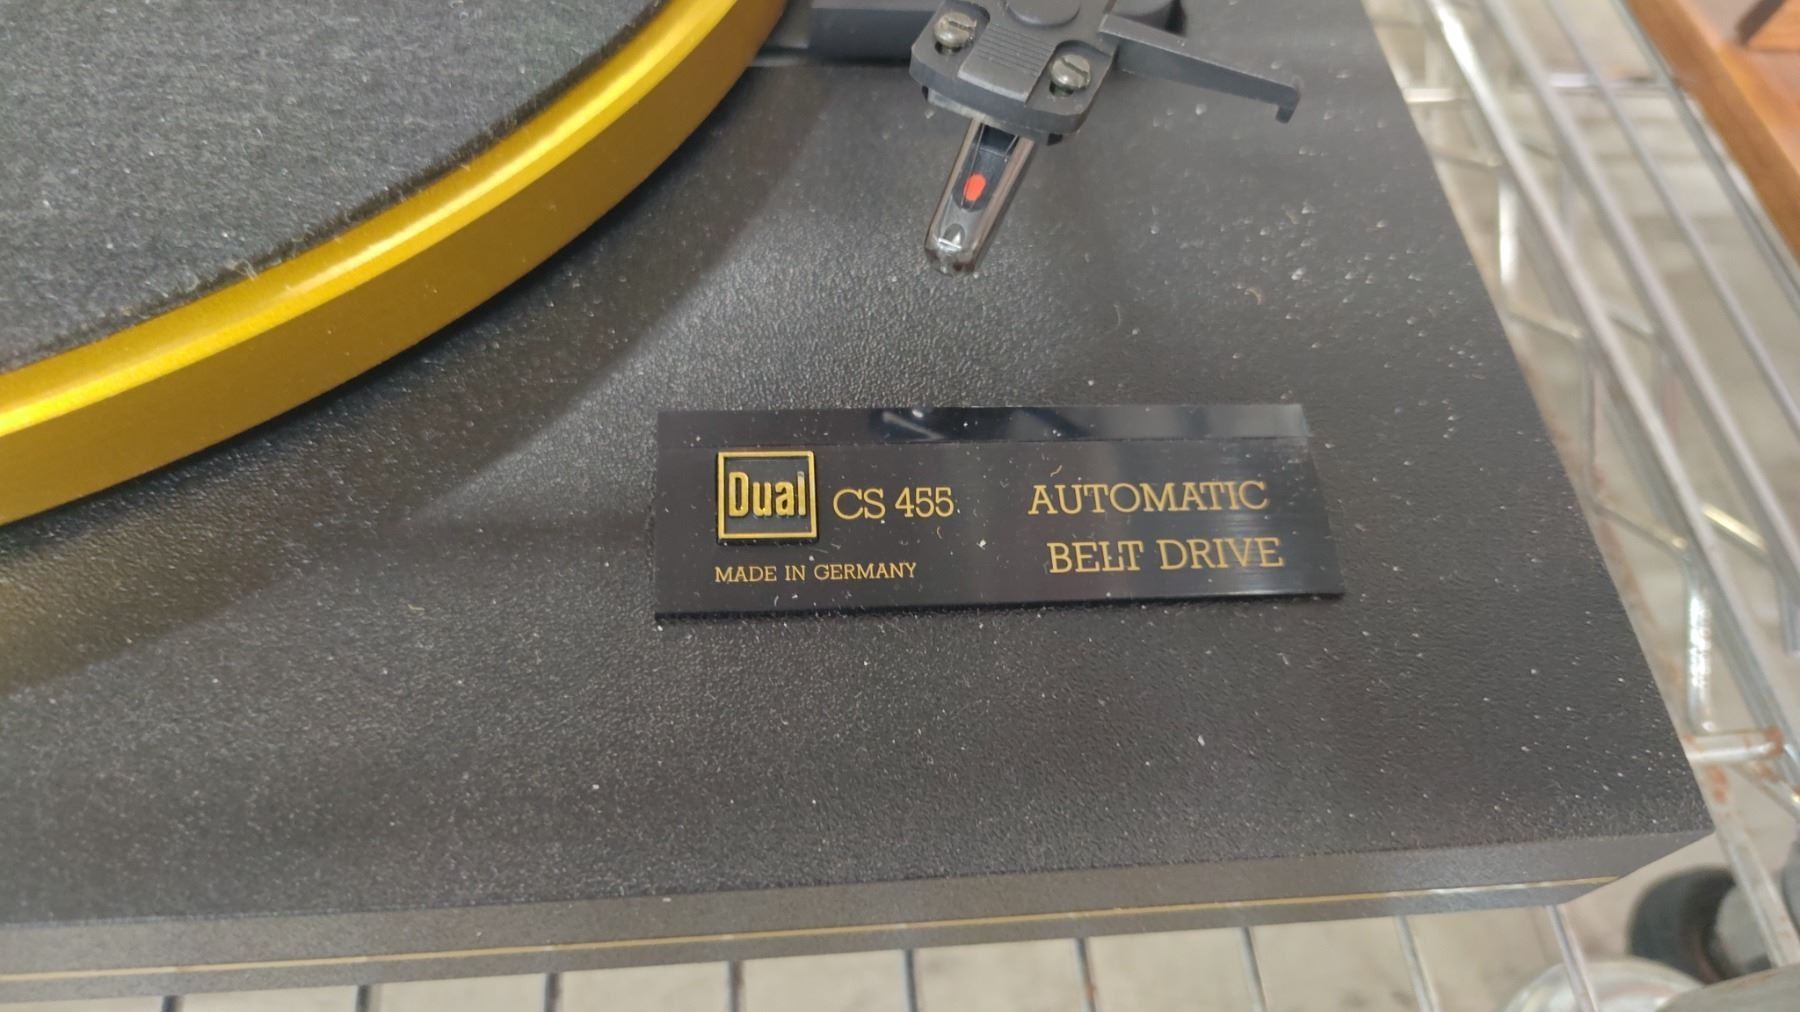 Dual CS 455
MADE IN GERMANY
AUTOMATIC
BELT DRIVE